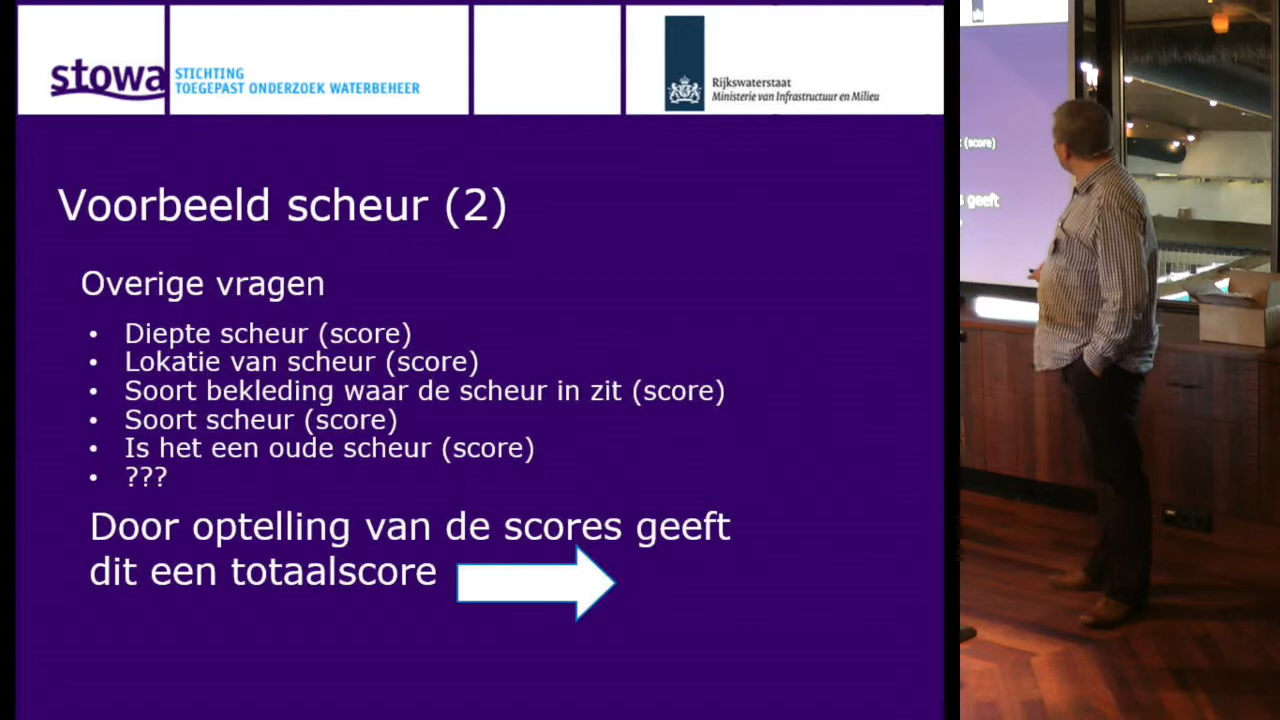 stowa
STICHTING
TOEGEPAST ONDERZOEK WATERBEHEER
Rijkswaterstaat
Ministerie van Infrastructuur en Milieu
Voorbeeld scheur (2)
Overige vragen
• Diepte scheur (score)
• Lokatie van scheur (score)
• Soort bekleding waar de scheur in zit (score)
• Soort scheur (score)
• Is het een oude scheur (score)
• ???
Door optelling van de scores geeft
dit een totaalscore
(score)
geeft